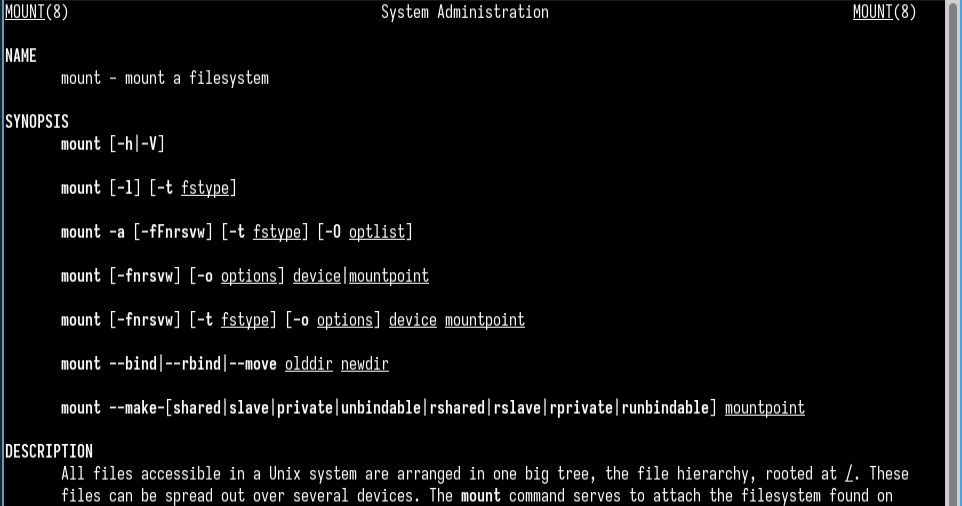 MOUNT(8) System Administration MOUNT(8)
NAME
mount - mount a filesystem
SYNOPSIS
mount [-h|-V]
mount [-l] [-t fstype]
mount -a [-fFnrsvw] [-t fstype] [-O optlist]
mount [-fnrsvw] [-o options] device|mountpoint
mount [-fnrsvw] [-t fstype] [-o options] device mountpoint
mount --bind|--rbind|--move olddir newdir
mount --make-[shared|slave|private|unbindable|rshared|rslave|rprivate|runbindable] mountpoint
DESCRIPTION
All files accessible in a Unix system are arranged in one big tree, the file hierarchy, rooted at /. These
files can be spread out over several devices. The mount command serves to attach the filesystem found on